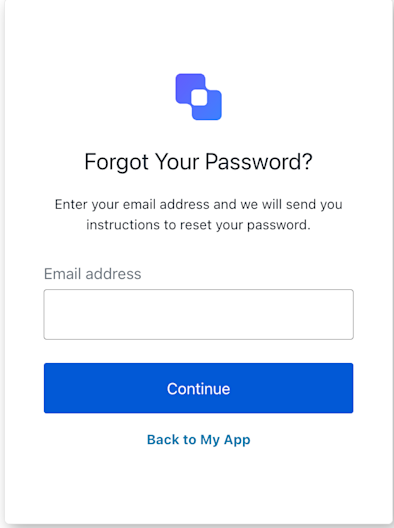 Forgot Your Password?
Enter your email address and we will send you
instructions to reset your password.
Email address
Continue
Back to My App